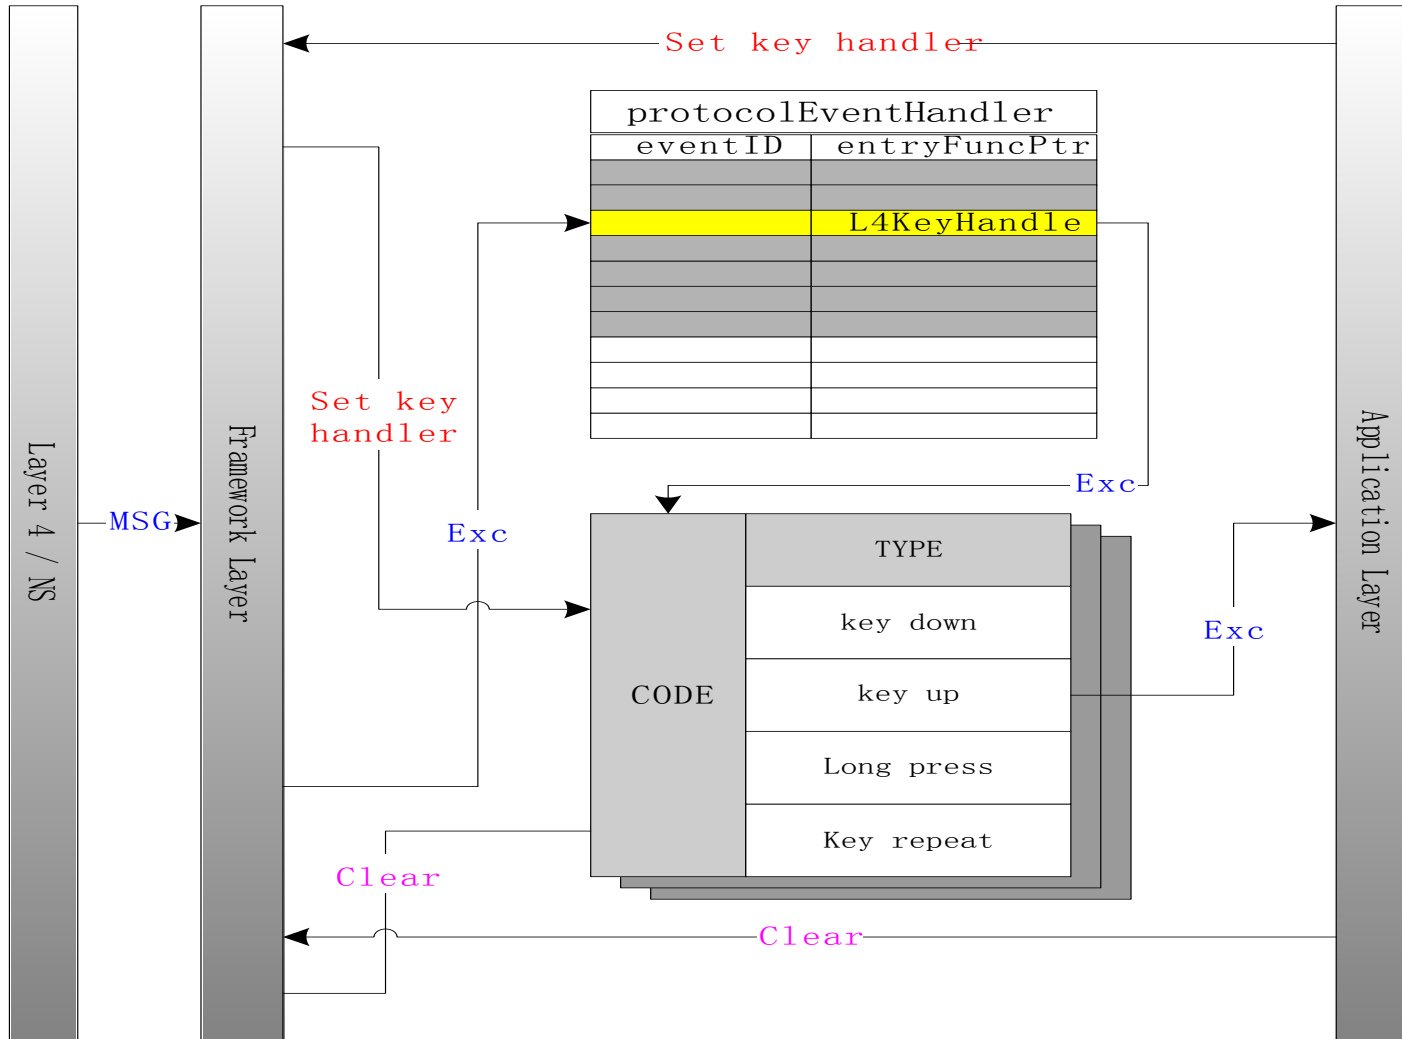 Set key handler
protocolEventHandler
eventID entryFuncPtr
L4KeyHandle
Set key
handler
Layer 4 / NS
MSG
Framework Layer
Exc
Exc
Application Layer
TYPE
key down
Exc
CODE
key up
Long press
Key repeat
Clear
Clear